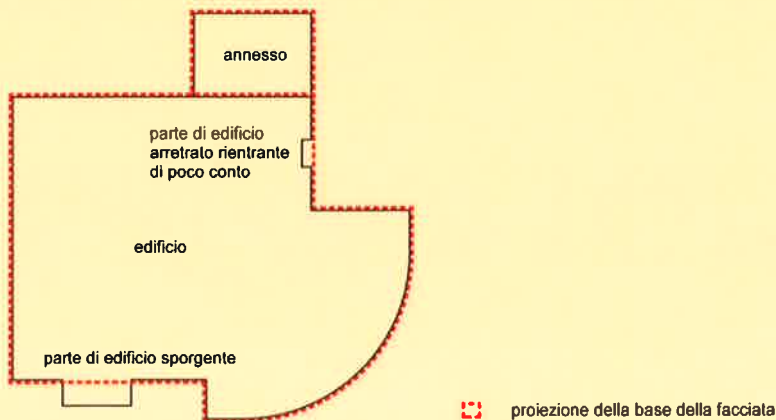 annesso
parte di edificio
arretrato rientrante
di poco conto
edificio
parte di edificio sporgente
proiezione della base della facciata